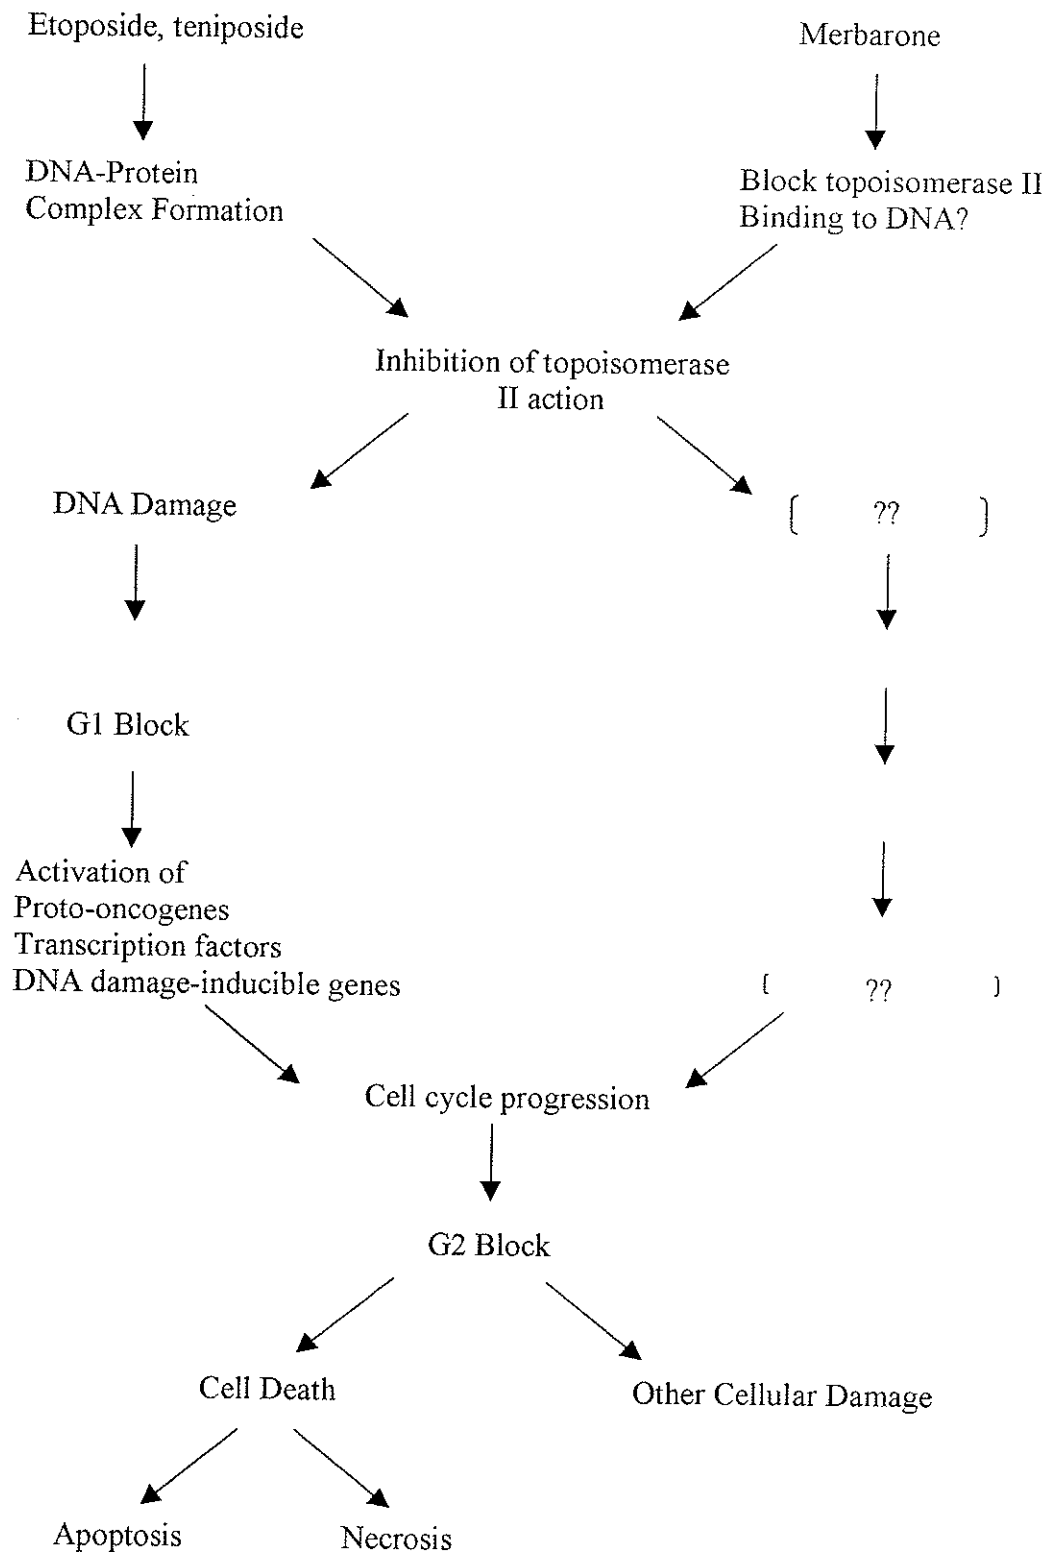 Etoposide, teniposide
Merbarone
DNA-Protein
Complex Formation
Block topoisomerase II
Binding to DNA?
Inhibition of topoisomerase
II action
DNA Damage
[ ?? ]
G1 Block
Activation of
Proto-oncogenes
Transcription factors
DNA damage-inducible genes
[ ?? ]
Cell cycle progression
G2 Block
Cell Death
Other Cellular Damage
Apoptosis
Necrosis